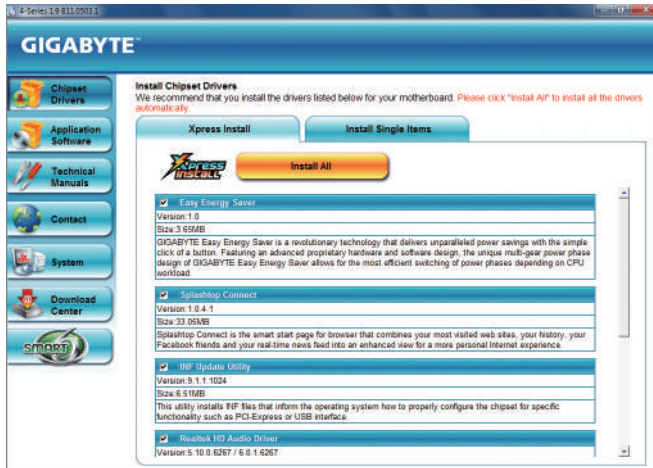 4-Series 1.9 B11.0503.1
GIGABYTE™
Chipset
Drivers
Application
Software
Technical
Manuals
Contact
System
Download
Center
SMART
Install Chipset Drivers
We recommend that you install the drivers listed below for your motherboard. Please click "Install All" to install all the drivers
automatically.
Xpress Install
Install Single Items
Xpress
INSTALL
Install All
Easy Energy Saver
Version:1.0
Size:3.65MB
GIGABYTE Easy Energy Saver is a revolutionary technology that delivers unparalleled power savings with the simple
click of a button. Featuring an advanced proprietary hardware and software design, the unique multi-gear power phase
design of GIGABYTE Easy Energy Saver allows for the most efficient switching of power phases depending on CPU
workload
Splashtop Connect
Version:1.0.4.1
Size:33.05MB
Splashtop Connect is the smart start page for browser that combines your most visited web sites, your history, your
Facebook friends and your real-time news feed into an enhanced view for a more personal Internet experience
INF Update Utility
Version:9.1.1.1024
Size:6.51MB
This utility installs INF files that inform the operating system how to properly configure the chipset for specific
functionality such as PCI-Express or USB interface.
Realtek HD Audio Driver
Version:5.10.0.6267 / 6.0.1.6267